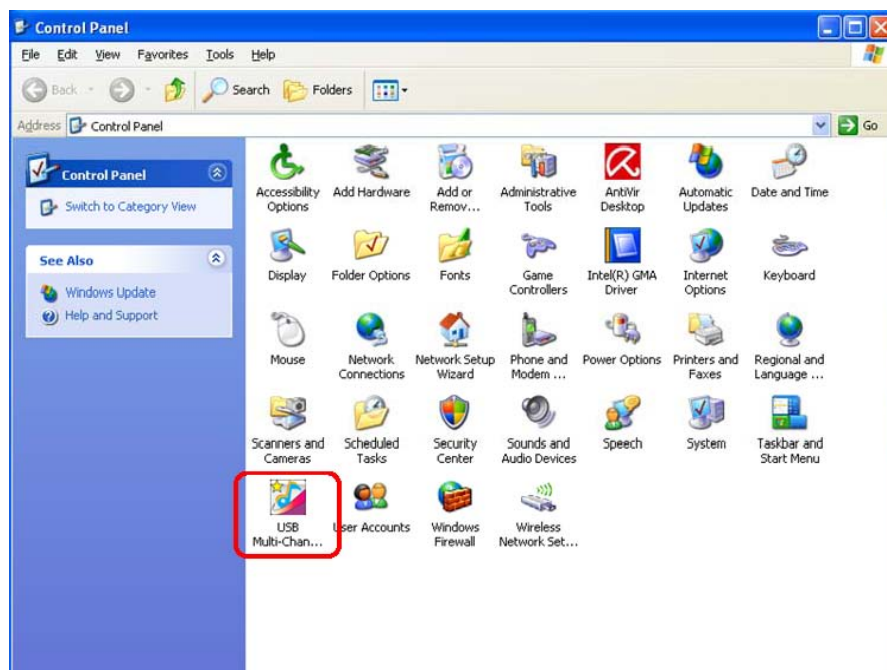 Control Panel
File Edit View Favorites Tools Help
Back Search Folders
Address Control Panel Go
Control Panel
Switch to Category View
See Also
Windows Update
Help and Support
Accessibility Options
Add Hardware
Add or Remov...
Administrative Tools
AntiVir Desktop
Automatic Updates
Date and Time
Display
Folder Options
Fonts
Game Controllers
Intel(R) GMA Driver
Internet Options
Keyboard
Mouse
Network Connections
Network Setup Wizard
Phone and Modem ...
Power Options
Printers and Faxes
Regional and Language ...
Scanners and Cameras
Scheduled Tasks
Security Center
Sounds and Audio Devices
Speech
System
Taskbar and Start Menu
USB Multi-Chan...
User Accounts
Windows Firewall
Wireless Network Set...